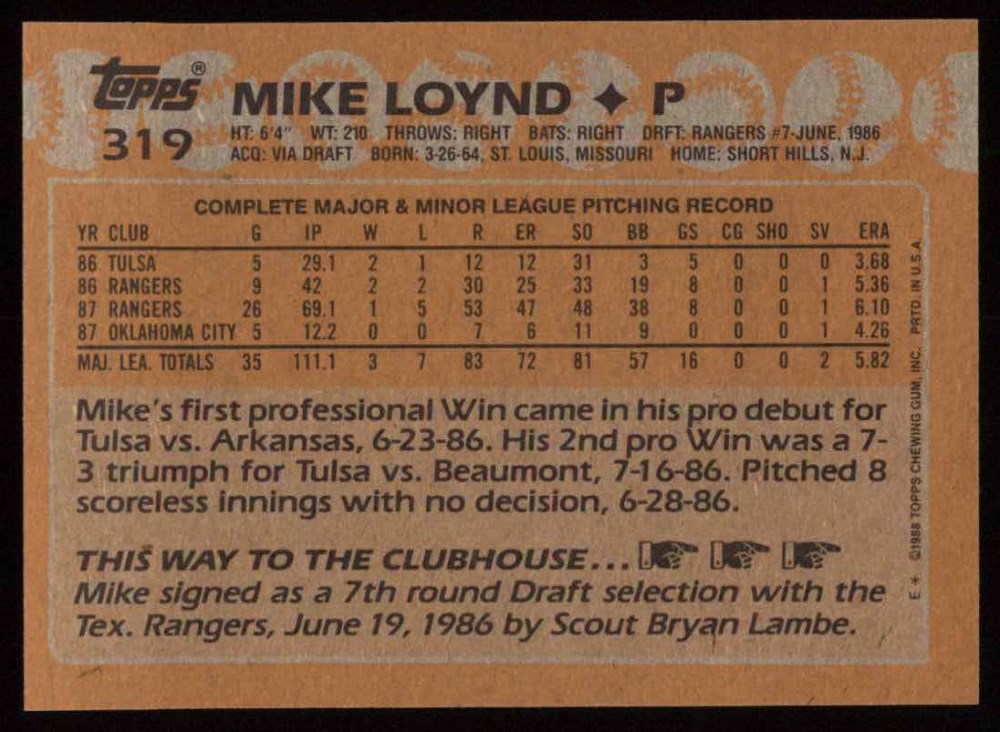 Topps®
MIKE LOYND ✦ P
319
HT: 6'4" WT: 210 THROWS: RIGHT BATS: RIGHT DRFT: RANGERS #7-JUNE, 1986
ACQ: VIA DRAFT BORN: 3-26-64, ST. LOUIS, MISSOURI HOME: SHORT HILLS, N.J.
COMPLETE MAJOR & MINOR LEAGUE PITCHING RECORD
YR CLUB G IP W L R ER SO BB GS CG SHO SV ERA
86 TULSA 5 29.1 2 1 12 12 31 3 5 0 0 0 3.68
86 RANGERS 9 42 2 2 30 25 33 19 8 0 0 1 5.36
87 RANGERS 26 69.1 1 5 53 47 48 38 8 0 0 1 6.10
87 OKLAHOMA CITY 5 12.2 0 0 7 6 11 9 0 0 0 1 4.26
MAJ. LEA. TOTALS 35 111.1 3 7 83 72 81 57 16 0 0 2 5.82
Mike's first professional Win came in his pro debut for
Tulsa vs. Arkansas, 6-23-86. His 2nd pro Win was a 7-
3 triumph for Tulsa vs. Beaumont, 7-16-86. Pitched 8
scoreless innings with no decision, 6-28-86.
THIS WAY TO THE CLUBHOUSE...
Mike signed as a 7th round Draft selection with the
Tex. Rangers, June 19, 1986 by Scout Bryan Lambe.
E * ©1988 TOPPS CHEWING GUM, INC. PRTD. IN U.S.A.